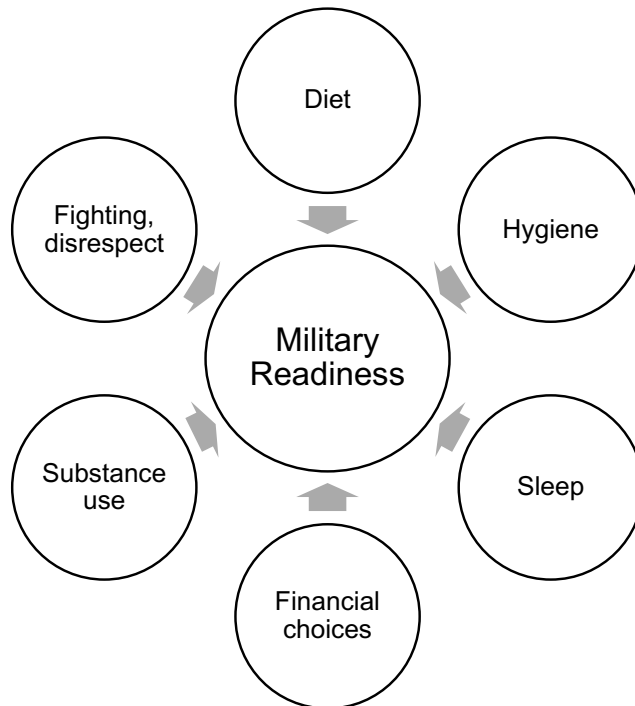 Diet
Fighting,
disrespect
Hygiene
Military
Readiness
Substance
use
Sleep
Financial
choices